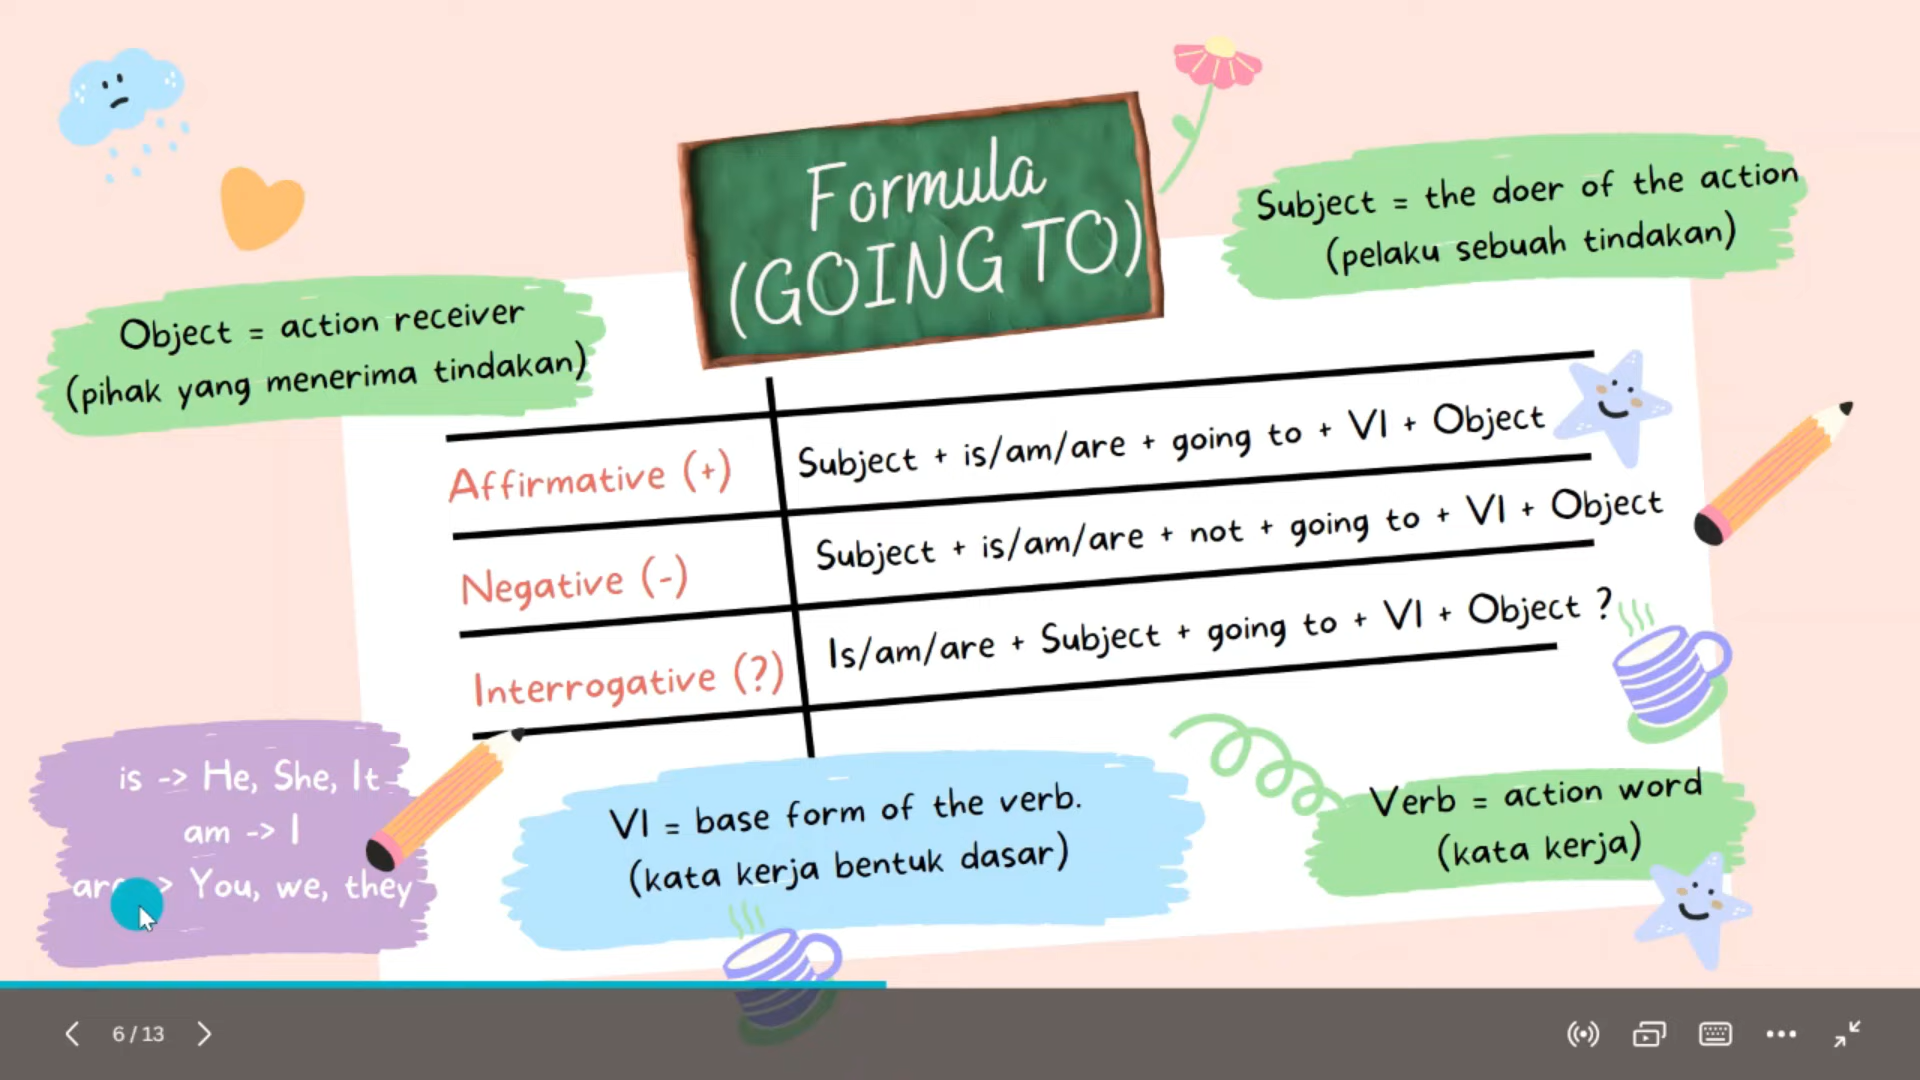 Formula
(GOING TO)
Subject = the doer of the action
(pelaku sebuah tindakan)
Object = action receiver
(pihak yang menerima tindakan)
Affirmative (+)
Subject + is/am/are + going to + VI + Object
Negative (-)
Subject + is/am/are + not + going to + VI + Object
Interrogative (?)
Is/am/are + Subject + going to + VI + Object ?
is -> He, She, It
am -> I
are -> You, we, they
VI = base form of the verb.
(kata kerja bentuk dasar)
Verb = action word
(kata kerja)
6 / 13